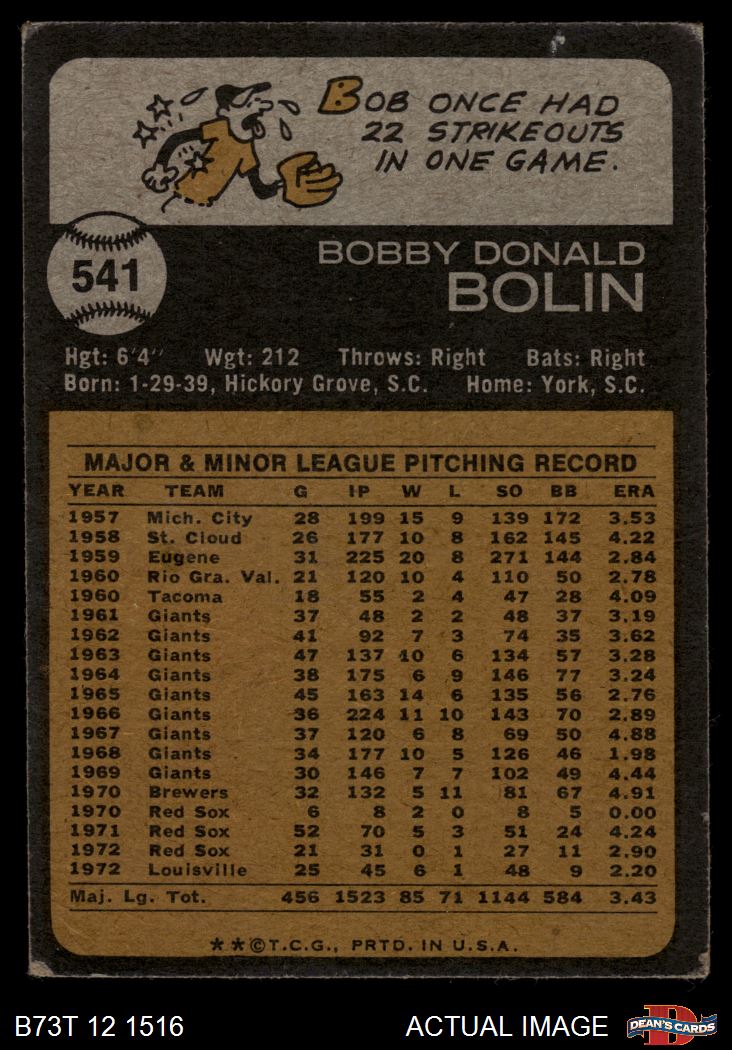 BOB ONCE HAD
22 STRIKEOUTS
IN ONE GAME.
541
BOBBY DONALD
BOLIN
Hgt: 6'4" Wgt: 212 Throws: Right Bats: Right
Born: 1-29-39, Hickory Grove, S.C. Home: York, S.C.
MAJOR & MINOR LEAGUE PITCHING RECORD
YEAR TEAM G IP W L SO BB ERA
1957 Mich. City 28 199 15 9 139 172 3.53
1958 St. Cloud 26 177 10 8 162 145 4.22
1959 Eugene 31 225 20 8 271 144 2.84
1960 Rio Gra. Val. 21 120 10 4 110 50 2.78
1960 Tacoma 18 55 2 4 47 28 4.09
1961 Giants 37 48 2 2 48 37 3.19
1962 Giants 41 92 7 3 74 35 3.62
1963 Giants 47 137 10 6 134 57 3.28
1964 Giants 38 175 6 9 146 77 3.24
1965 Giants 45 163 14 6 135 56 2.76
1966 Giants 36 224 11 10 143 70 2.89
1967 Giants 37 120 6 8 69 50 4.88
1968 Giants 34 177 10 5 126 46 1.98
1969 Giants 30 146 7 7 102 49 4.44
1970 Brewers 32 132 5 11 81 67 4.91
1970 Red Sox 6 8 2 0 8 5 0.00
1971 Red Sox 52 70 5 3 51 24 4.24
1972 Red Sox 21 31 0 1 27 11 2.90
1972 Louisville 25 45 6 1 48 9 2.20
Maj. Lg. Tot. 456 1523 85 71 1144 584 3.43
★★©T.C.G., PRTD. IN U.S.A.
B73T 12 1516 ACTUAL IMAGE D DEAN'S CARDS